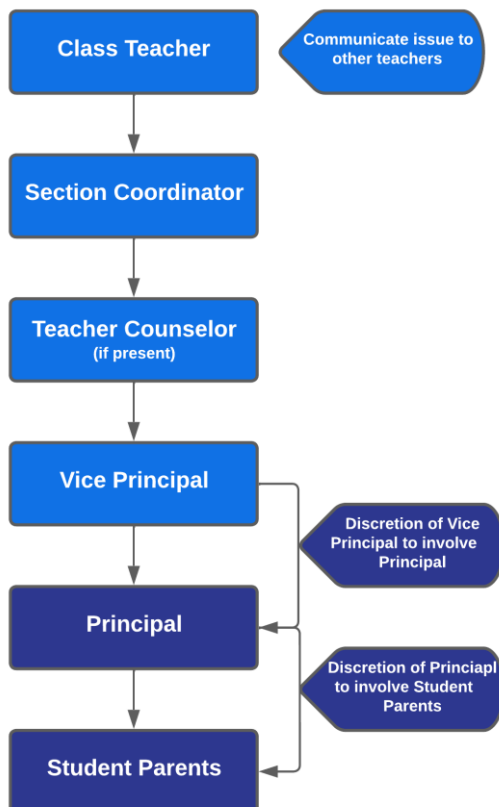 Class Teacher
Communicate issue to
other teachers
Section Coordinator
Teacher Counselor
(if present)
Vice Principal
Discretion of Vice
Principal to involve
Principal
Principal
Discretion of Princiapl
to involve Student
Parents
Student Parents